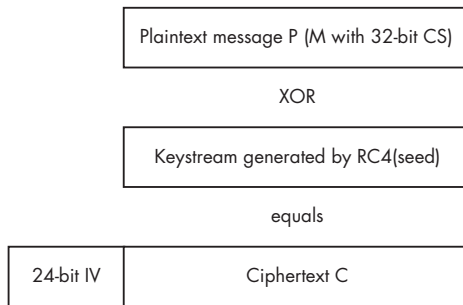 Plaintext message P (M with 32-bit CS)
XOR
Keystream generated by RC4(seed)
equals
24-bit IV Ciphertext C